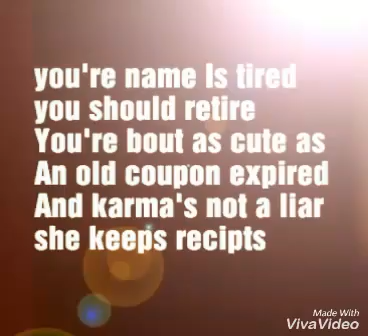 you're name Is tired
you should retire
You're bout as cute as
An old coupon expired
And karma's not a liar
she keeps recipts
Made With
VivaVideo